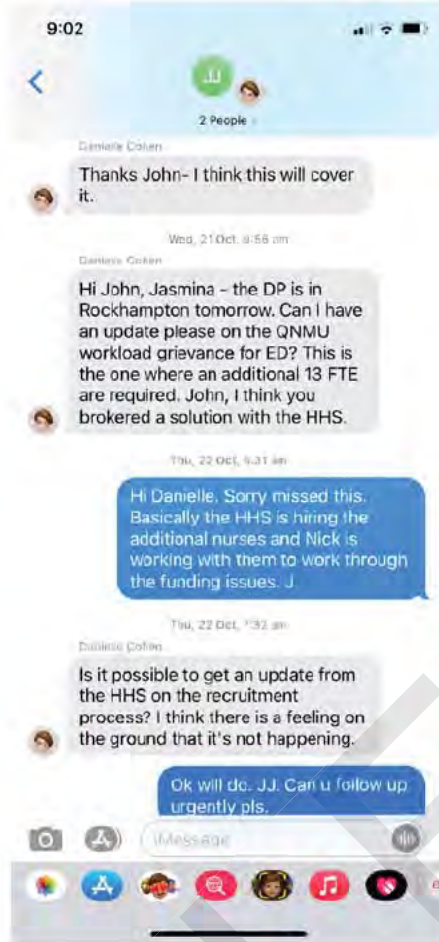 9:02
JJ
2 People
Danielle Cohen
Thanks John- I think this will cover
it.
Wed, 21 Oct,
Danielle Cohen
Hi John, Jasmina – the DP is in
Rockhampton tomorrow. Can I have
an update please on the QNMU
workload grievance for ED? This is
the one where an additional 13 FTE
are required. John, I think you
brokered a solution with the HHS.
Thu, 22 Oct,
Hi Danielle. Sorry missed this.
Basically the HHS is hiring the
additional nurses and Nick is
working with them to work through
the funding issues. J
Thu, 22 Oct,
Danielle Cohen
Is it possible to get an update from
the HHS on the recruitment
process? I think there is a feeling on
the ground that it's not happening.
Ok will do. JJ. Can u follow up
urgently pls.
iMessage